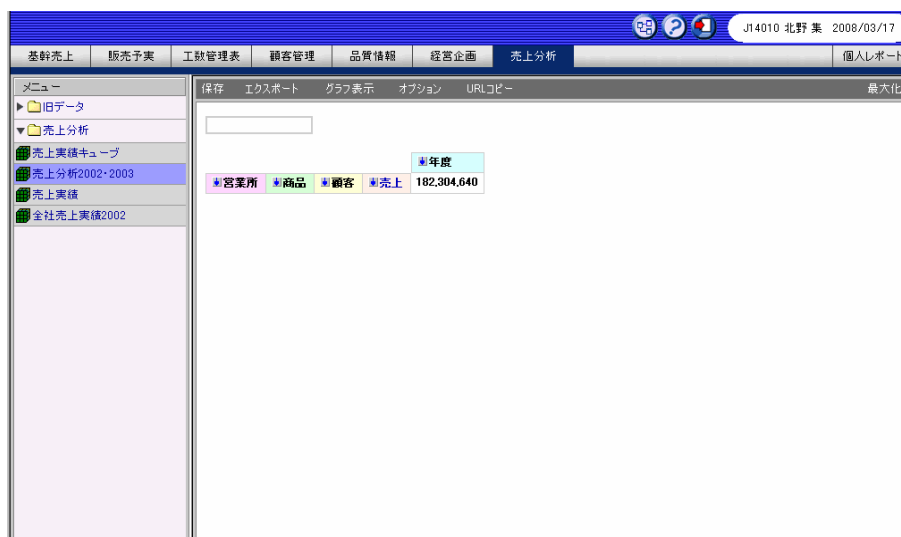 J14010 北野 集 2008/03/17
基幹売上 販売予実 工数管理表 顧客管理 品質情報 経営企画 売上分析 個人レポート
メニュー
保存 エクスポート グラフ表示 オプション URLコピー 最大化
旧データ
売上分析
売上実績キューブ
売上分析2002・2003
売上実績
全社売上実績2002
年度
営業所 商品 顧客 売上 182,304,640